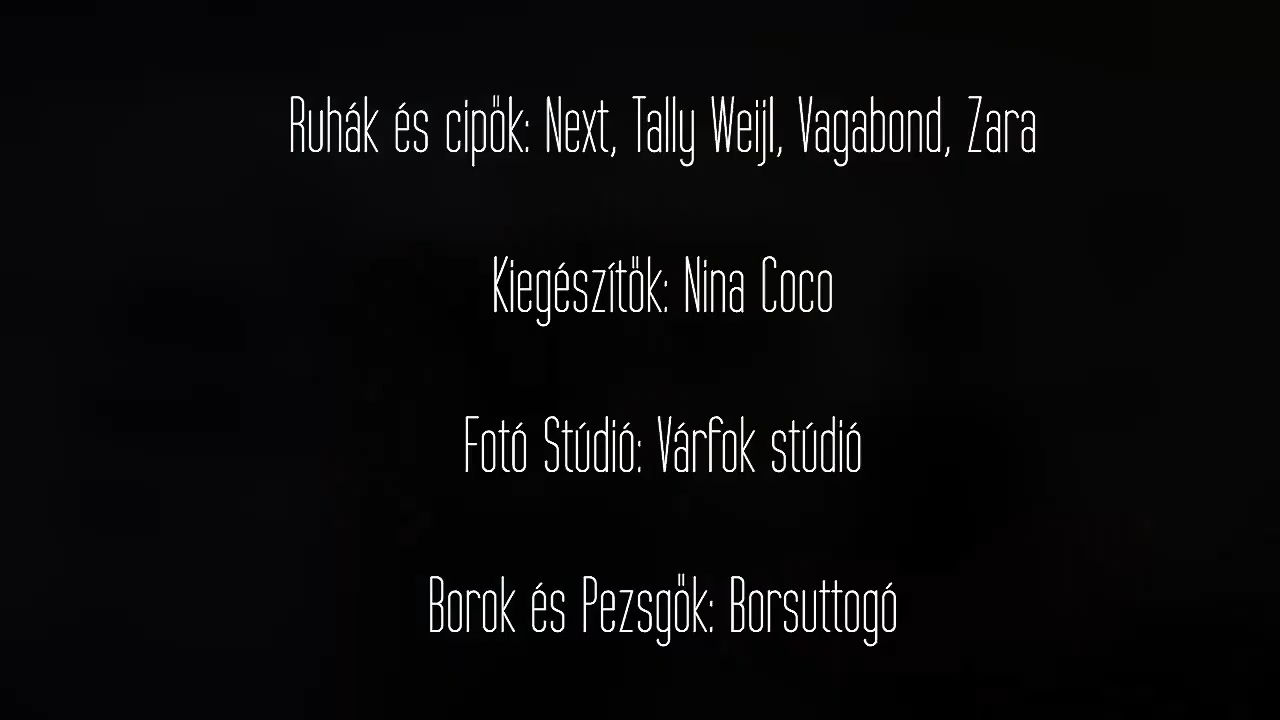 Ruhák és cipők: Next, Tally Weijl, Vagabond, Zara
Kiegészítők: Nina Coco
Fotó Stúdió: Várfok stúdió
Borok és Pezsgők: Borsuttogó